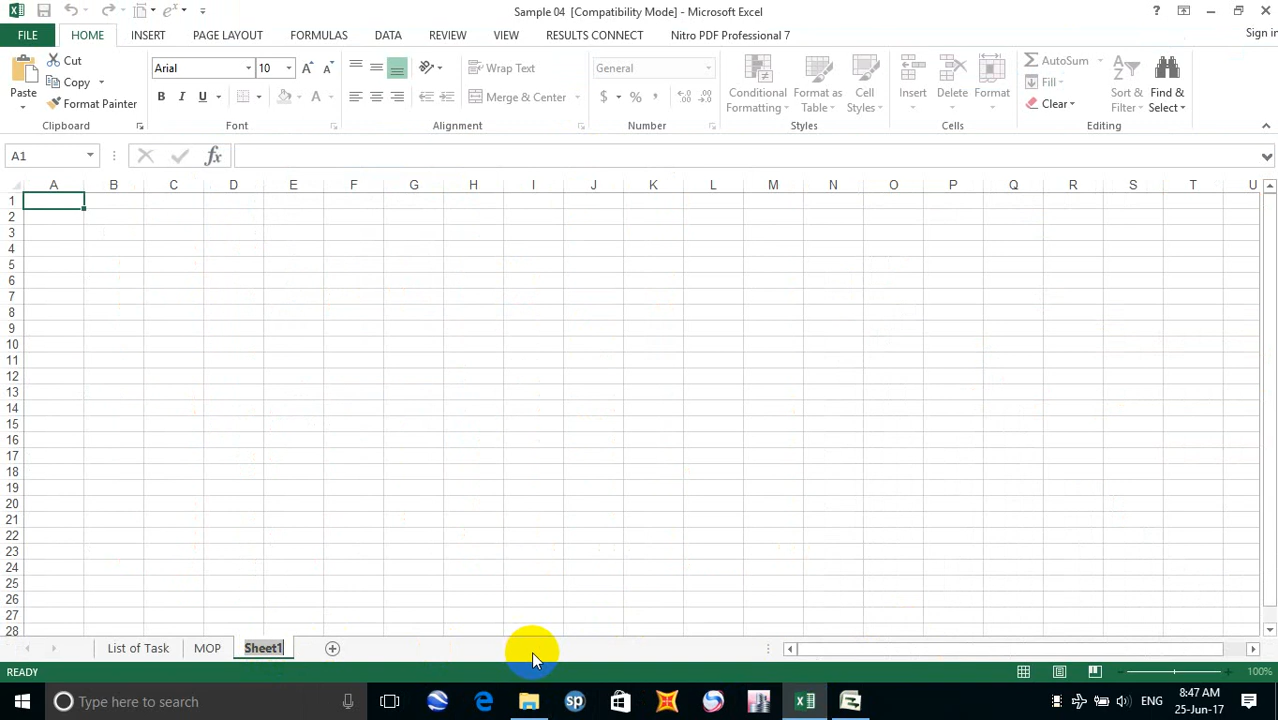 Sample 04 [Compatibility Mode] - Microsoft Excel
?
FILE HOME INSERT PAGE LAYOUT FORMULAS DATA REVIEW VIEW RESULTS CONNECT Nitro PDF Professional 7 Sign in
Paste Cut
Copy
Format Painter
Clipboard
Arial 10
B I U A
Font
Wrap Text
Merge & Center
Alignment
General
$ % ,
Number
Conditional Formatting
Format as Table
Cell Styles
Styles
Insert Delete Format
Cells
AutoSum
Fill
Clear
Sort & Filter
Find & Select
Editing
A1 fx
A B C D E F G H I J K L M N O P Q R S T U
1
2
3
4
5
6
7
8
9
10
11
12
13
14
15
16
17
18
19
20
21
22
23
24
25
26
27
28
List of Task MOP Sheet1
READY 100%
Type here to search
ENG
8:47 AM
25-Jun-17